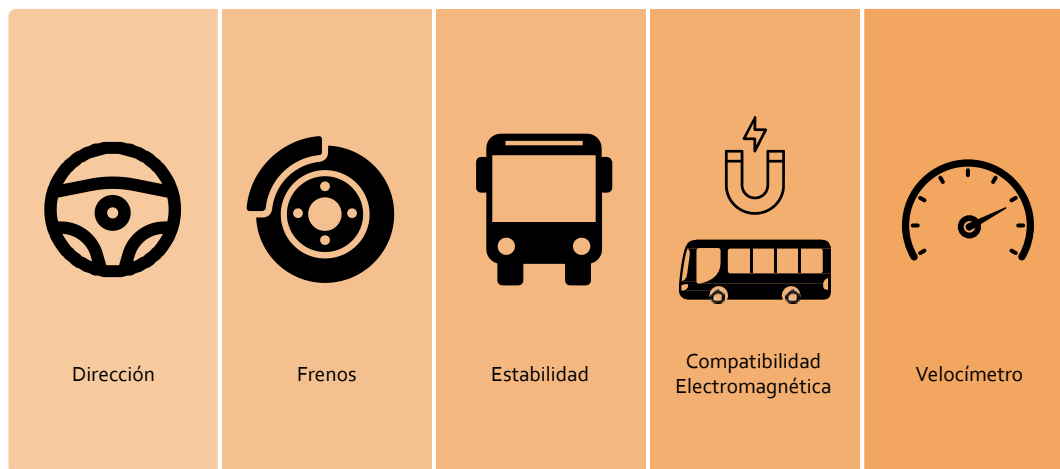 Dirección
Frenos
Estabilidad
Compatibilidad
Electromagnética
Velocímetro